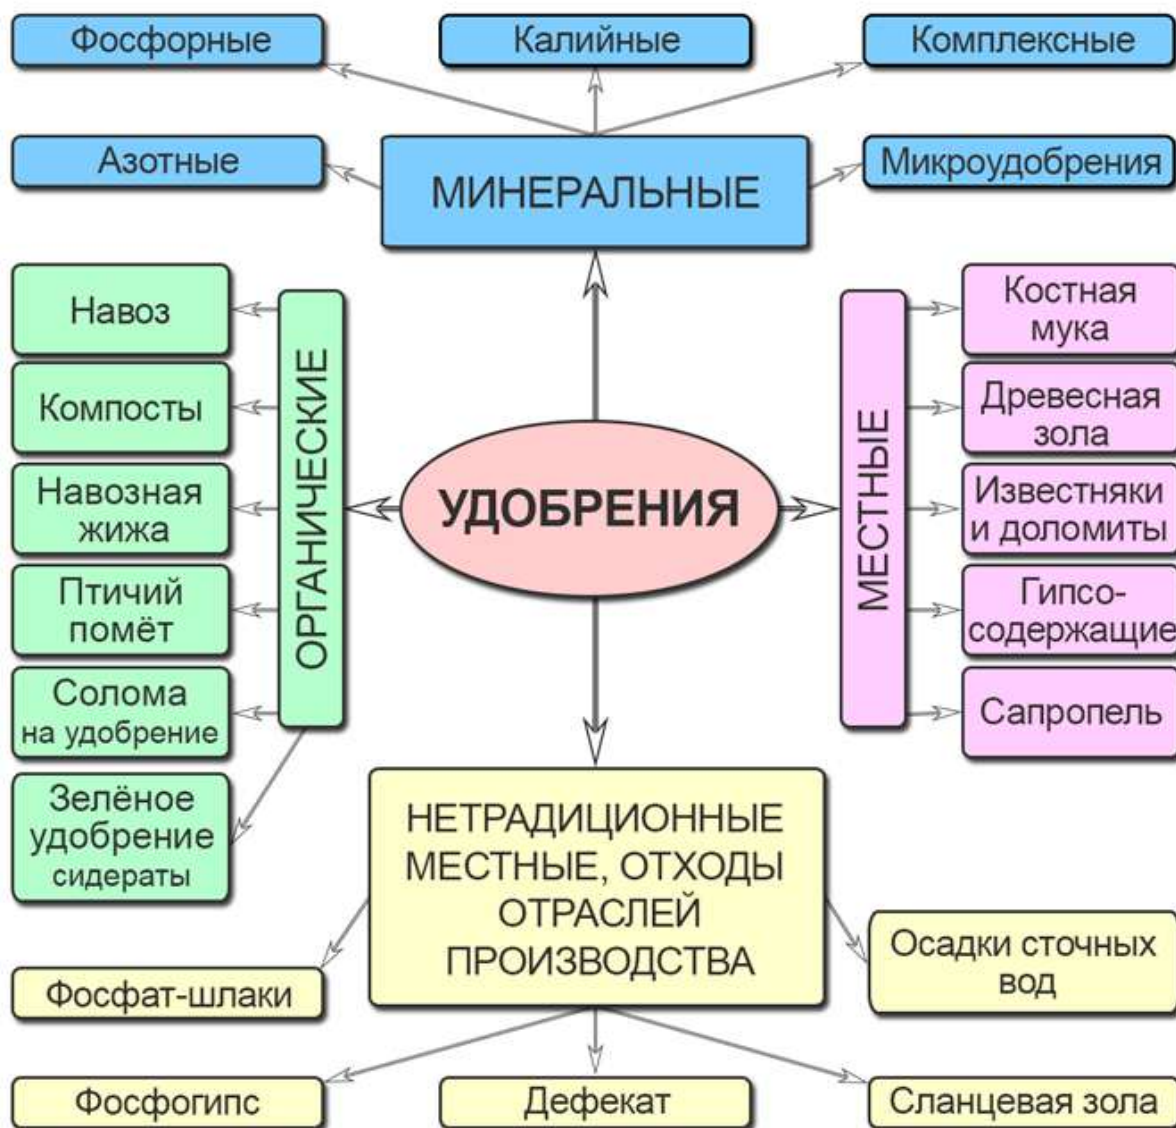 Фосфорные
Калийные
Комплексные
Азотные
МИНЕРАЛЬНЫЕ
Микроудобрения
Навоз
Компосты
Навозная
жижа
Птичий
помёт
Солома
на удобрение
Зелёное
удобрение
сидераты
ОРГАНИЧЕСКИЕ
УДОБРЕНИЯ
МЕСТНЫЕ
Костная
мука
Древесная
зола
Известняки
и доломиты
Гипсо-
содержащие
Сапропель
НЕТРАДИЦИОННЫЕ
МЕСТНЫЕ, ОТХОДЫ
ОТРАСЛЕЙ
ПРОИЗВОДСТВА
Фосфат-шлаки
Осадки сточных
вод
Фосфогипс
Дефекат
Сланцевая зола